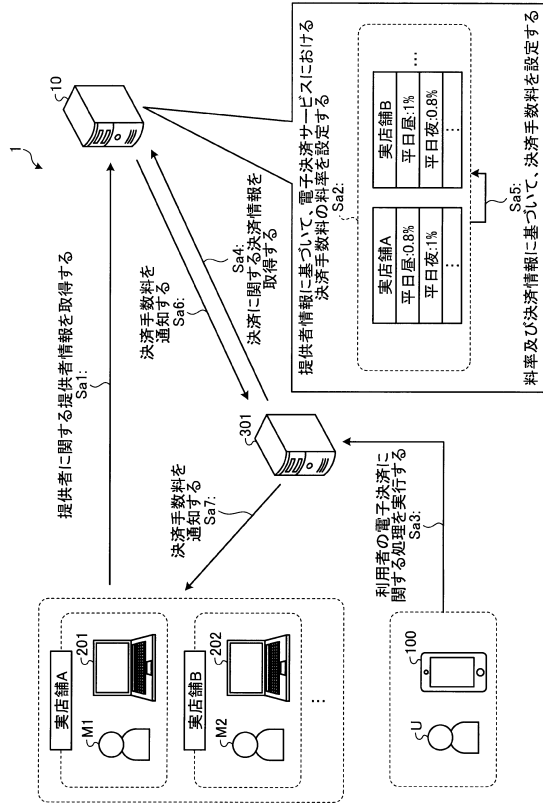 1
10
Sa1:
提供者に関する提供者情報を取得する
Sa6:
決済手数料を
通知する
Sa4:
決済に関する決済情報を
取得する
301
Sa7:
決済手数料を
通知する
実店舗A
M1
201
実店舗B
M2
202
⋮
U
100
Sa3:
利用者の電子決済に
関する処理を実行する
Sa2:
提供者情報に基づいて、電子決済サービスにおける
決済手数料の料率を設定する
実店舗A
平日昼:0.8%
平日夜:1%
⋮
実店舗B
平日昼:1%
平日夜:0.8%
⋮
…
Sa5:
料率及び決済情報に基づいて、決済手数料を設定する